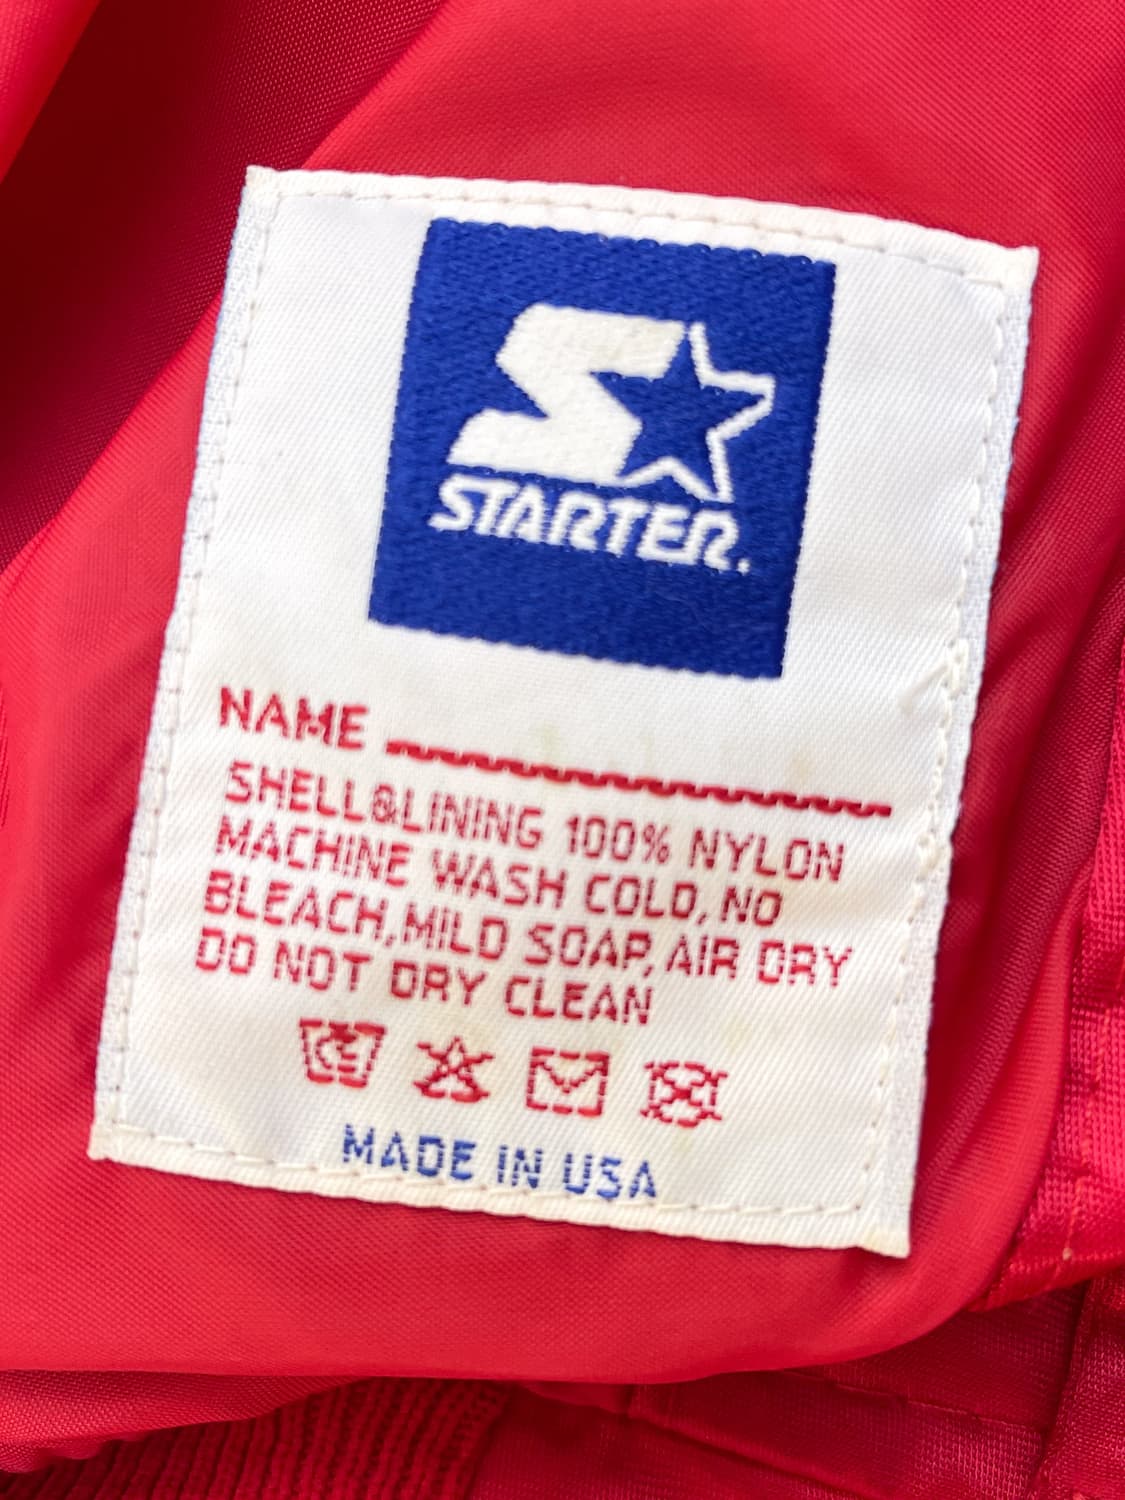 STARTER.
NAME
SHELL&LINING 100% NYLON
MACHINE WASH COLD, NO
BLEACH, MILD SOAP, AIR DRY
DO NOT DRY CLEAN
MADE IN USA